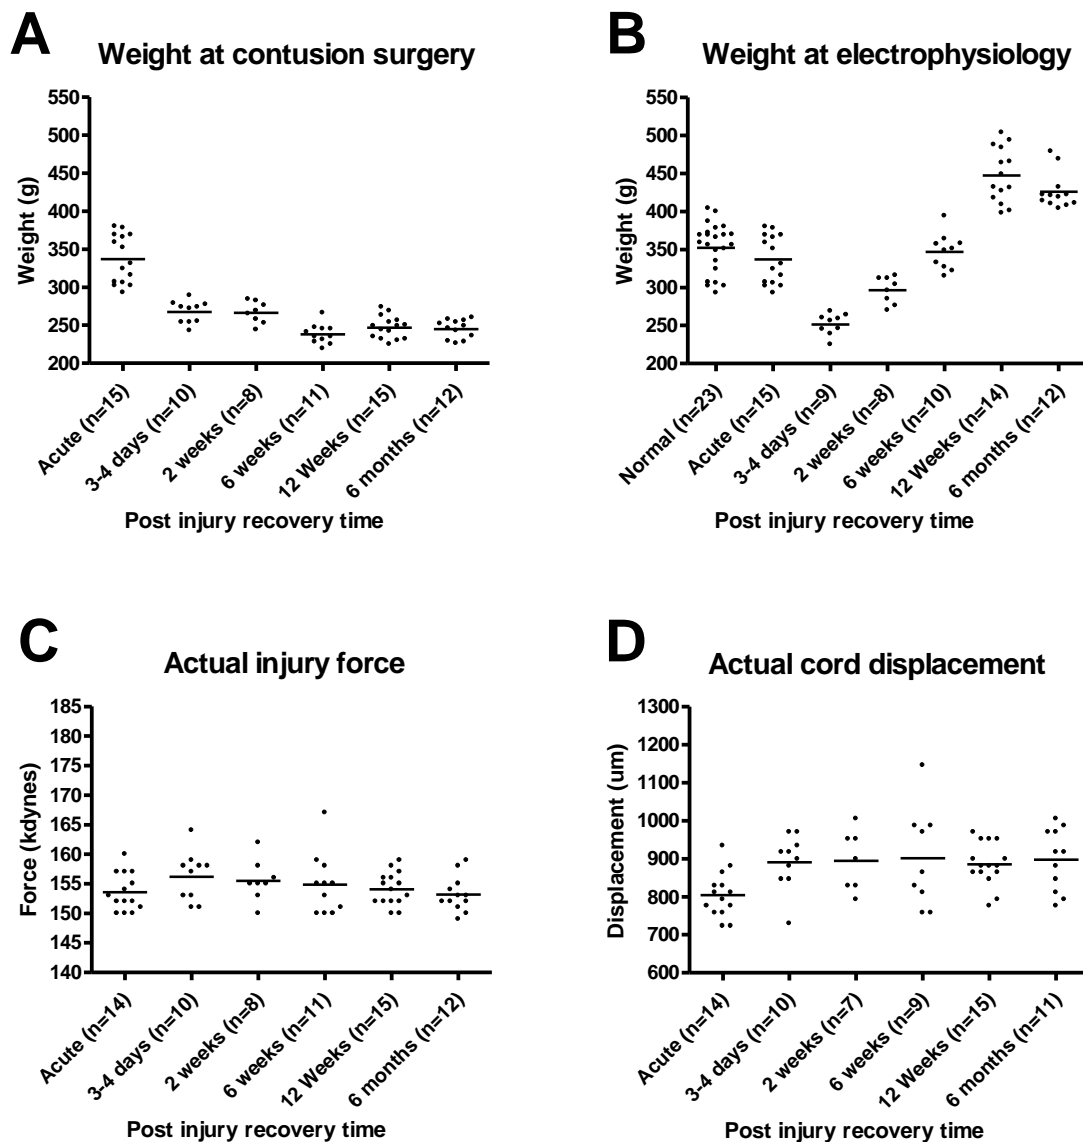 A
Weight at contusion surgery
Weight (g)
550
500
450
400
350
300
250
200
Acute (n=15)
3-4 days (n=10)
2 weeks (n=8)
6 weeks (n=11)
12 Weeks (n=15)
6 months (n=12)
Post injury recovery time
B
Weight at electrophysiology
Weight (g)
550
500
450
400
350
300
250
200
Normal (n=23)
Acute (n=15)
3-4 days (n=9)
2 weeks (n=8)
6 weeks (n=10)
12 Weeks (n=14)
6 months (n=12)
Post injury recovery time
C
Actual injury force
Force (kdynes)
185
180
175
170
165
160
155
150
145
140
Acute (n=14)
3-4 days (n=10)
2 weeks (n=8)
6 weeks (n=11)
12 Weeks (n=15)
6 months (n=12)
Post injury recovery time
D
Actual cord displacement
Displacement (um)
1300
1200
1100
1000
900
800
700
600
Acute (n=14)
3-4 days (n=10)
2 weeks (n=7)
6 weeks (n=9)
12 Weeks (n=15)
6 months (n=11)
Post injury recovery time